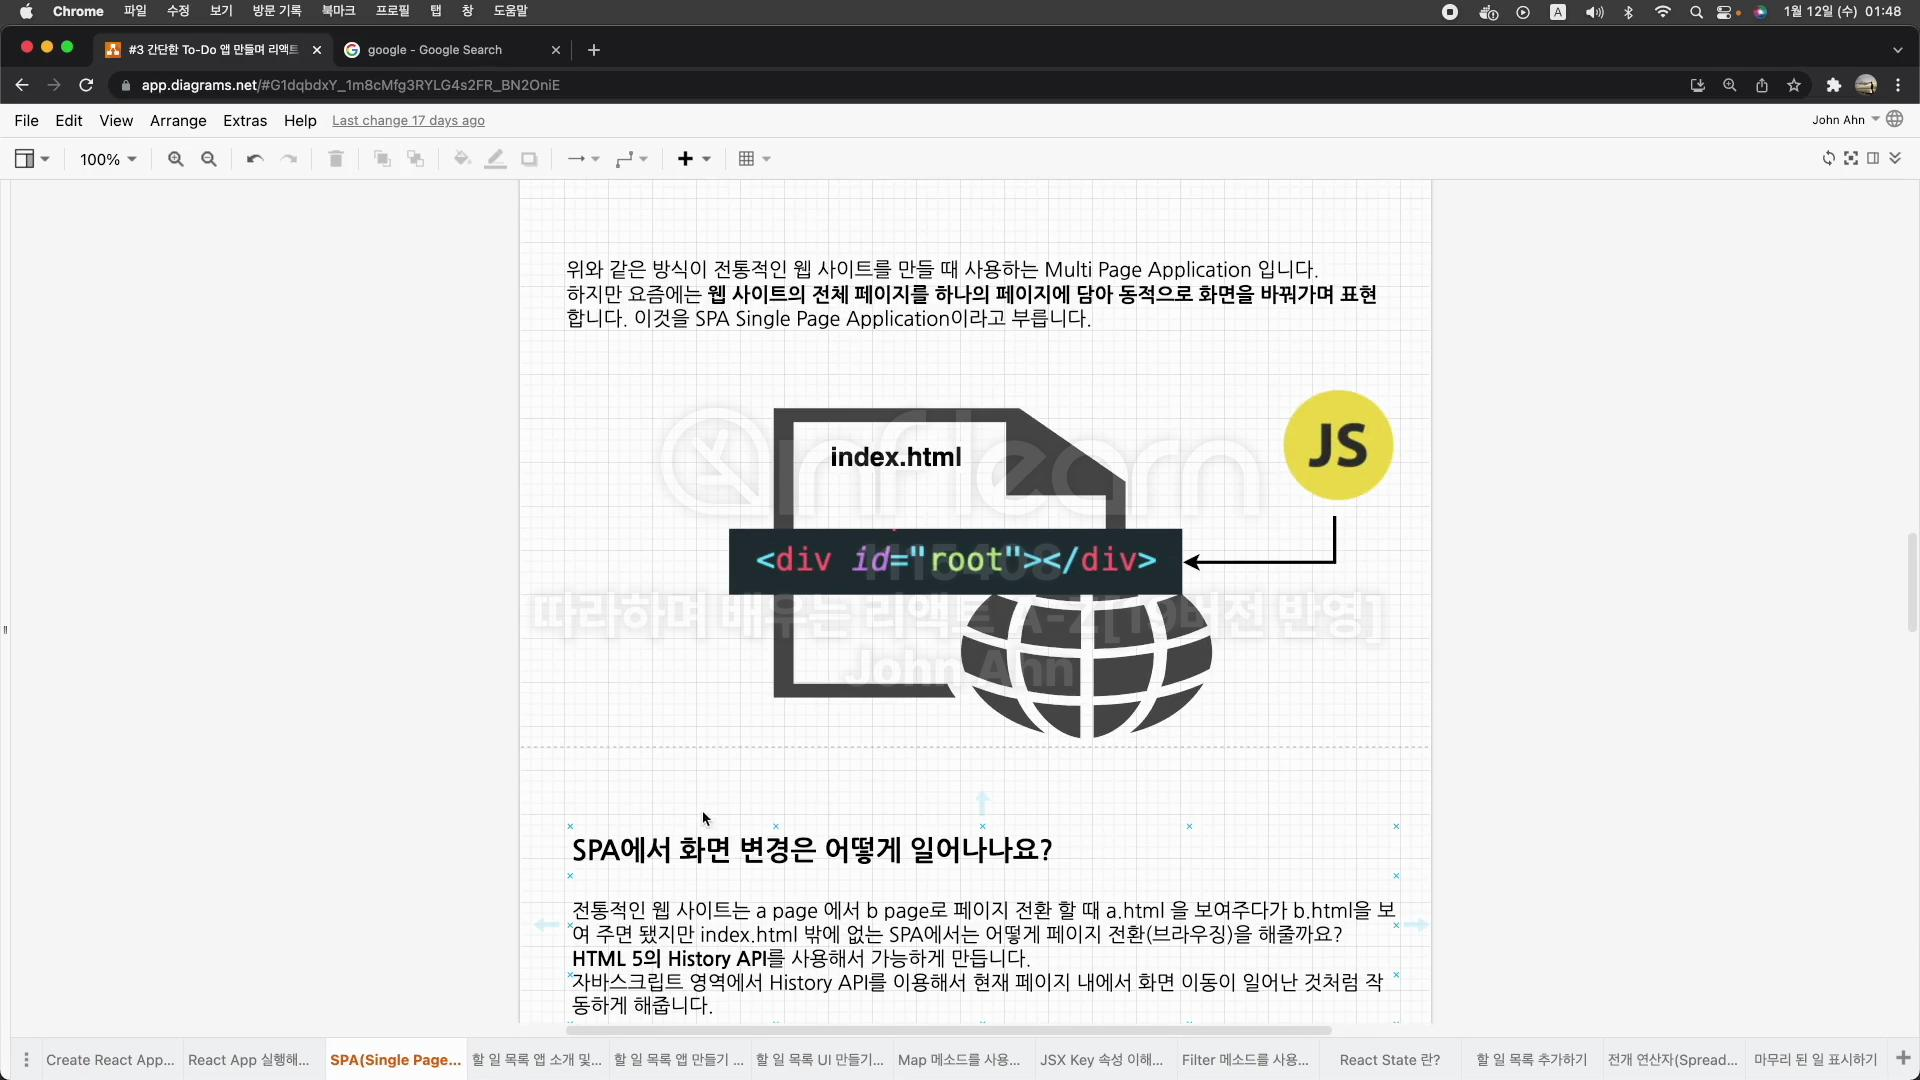 Chrome 파일 수정 보기 방문 기록 북마크 프로필 탭 창 도움말 A 1월 12일 (수) 01:48
#3 간단한 To-Do 앱 만들며 리액트 google - Google Search
app.diagrams.net/#G1dqbdxY_1m8cMfg3RYLG4s2FR_BN2OniE
File Edit View Arrange Extras Help Last change 17 days ago John Ahn
100%
위와 같은 방식이 전통적인 웹 사이트를 만들 때 사용하는 Multi Page Application 입니다.
하지만 요즘에는 웹 사이트의 전체 페이지를 하나의 페이지에 담아 동적으로 화면을 바꿔가며 표현
합니다. 이것을 SPA Single Page Application이라고 부릅니다.
JS
index.html
inflearn
<div id="root"></div>
1115408
따라하며 배우는 리액트 A-Z[19버전 반영]
John Ahn
SPA에서 화면 변경은 어떻게 일어나나요?
전통적인 웹 사이트는 a page 에서 b page로 페이지 전환 할 때 a.html 을 보여주다가 b.html을 보
여 주면 됐지만 index.html 밖에 없는 SPA에서는 어떻게 페이지 전환(브라우징)을 해줄까요?
HTML 5의 History API를 사용해서 가능하게 만듭니다.
자바스크립트 영역에서 History API를 이용해서 현재 페이지 내에서 화면 이동이 일어난 것처럼 작
동하게 해줍니다.
Create React App... React App 실행해... SPA(Single Page... 할 일 목록 앱 소개 및... 할 일 목록 앱 만들기 ... 할 일 목록 UI 만들기... Map 메소드를 사용... JSX Key 속성 이해... Filter 메소드를 사용... React State 란? 할 일 목록 추가하기 전개 연산자(Spread... 마무리 된 일 표시하기